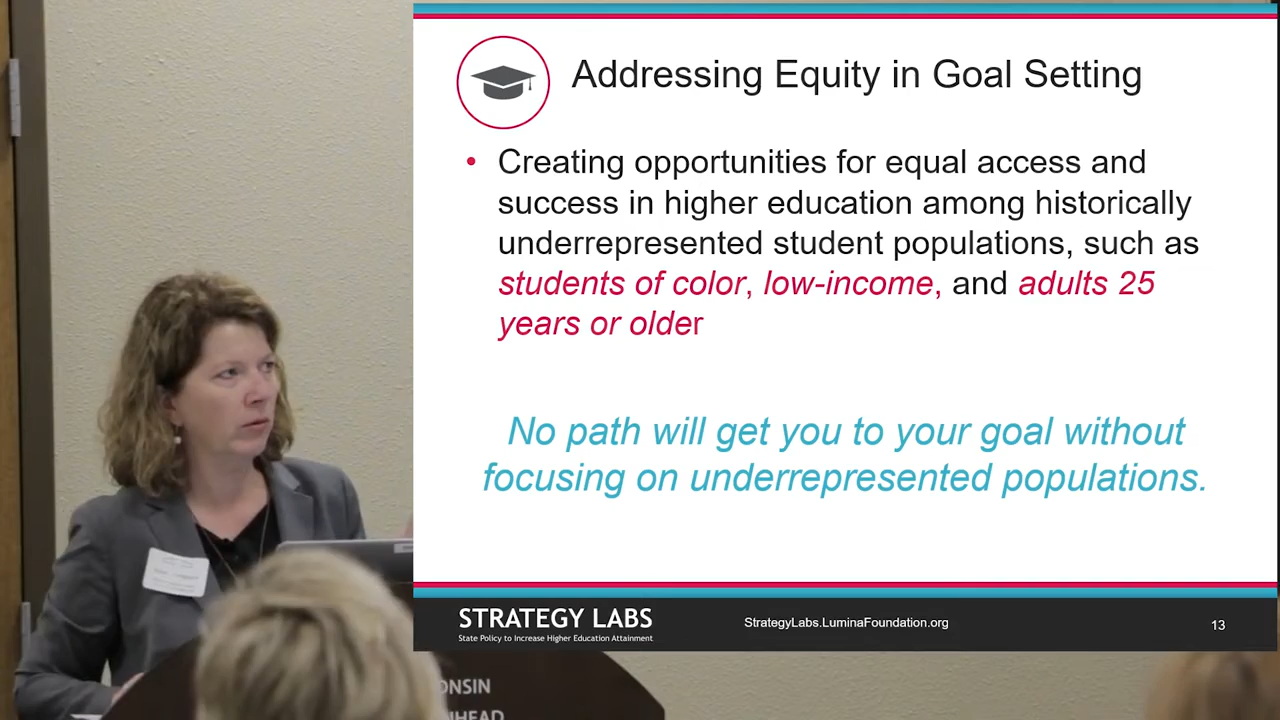 Addressing Equity in Goal Setting
• Creating opportunities for equal access and
success in higher education among historically
underrepresented student populations, such as
students of color, low-income, and adults 25
years or older
No path will get you to your goal without
focusing on underrepresented populations.
STRATEGY LABS
State Policy to Increase Higher Education Attainment
StrategyLabs.LuminaFoundation.org
13
ONSIN
NHEAD